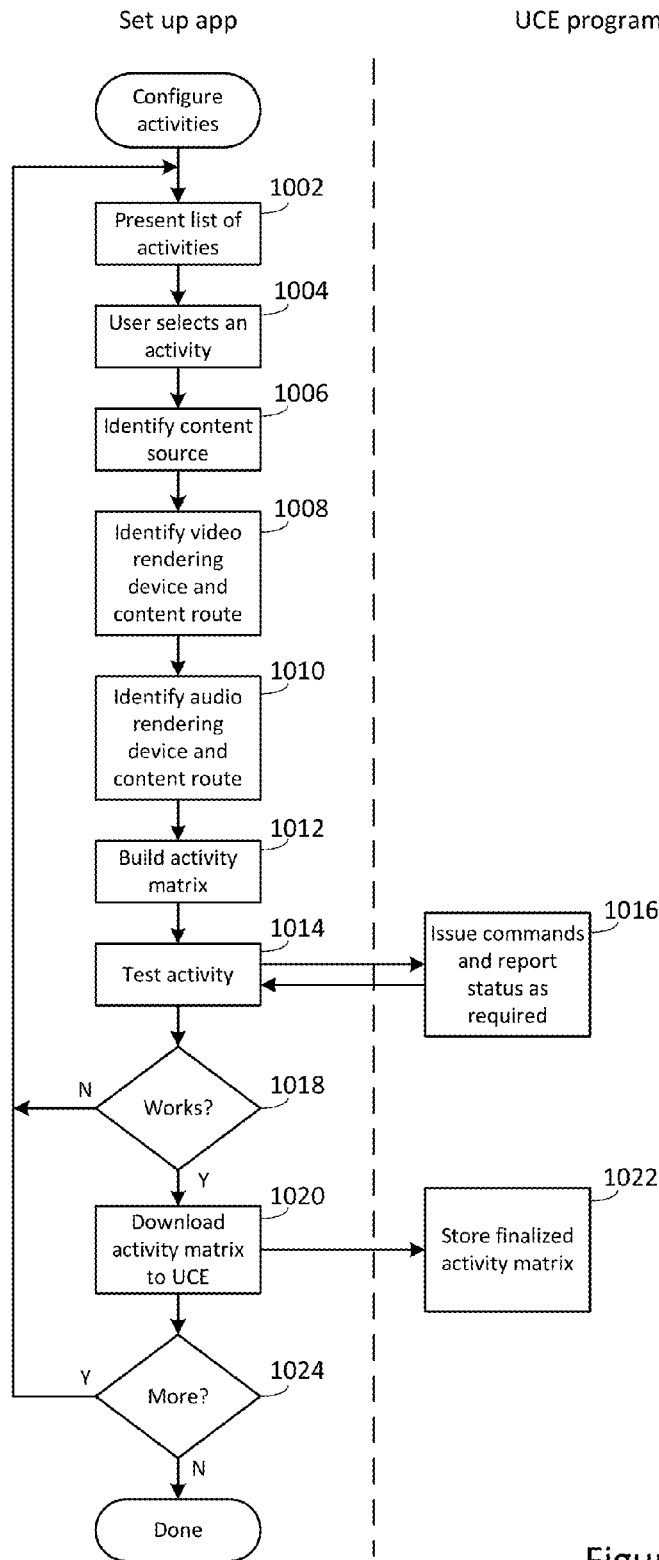 Set up app
UCE program
Configure
activities
1002
Present list of
activities
1004
User selects an
activity
1006
Identify content
source
1008
Identify video
rendering
device and
content route
1010
Identify audio
rendering
device and
content route
1012
Build activity
matrix
1014
Test activity
1016
Issue commands
and report
status as
required
N
Works?
1018
Y
1020
Download
activity matrix
to UCE
1022
Store finalized
activity matrix
Y
More?
1024
N
Done